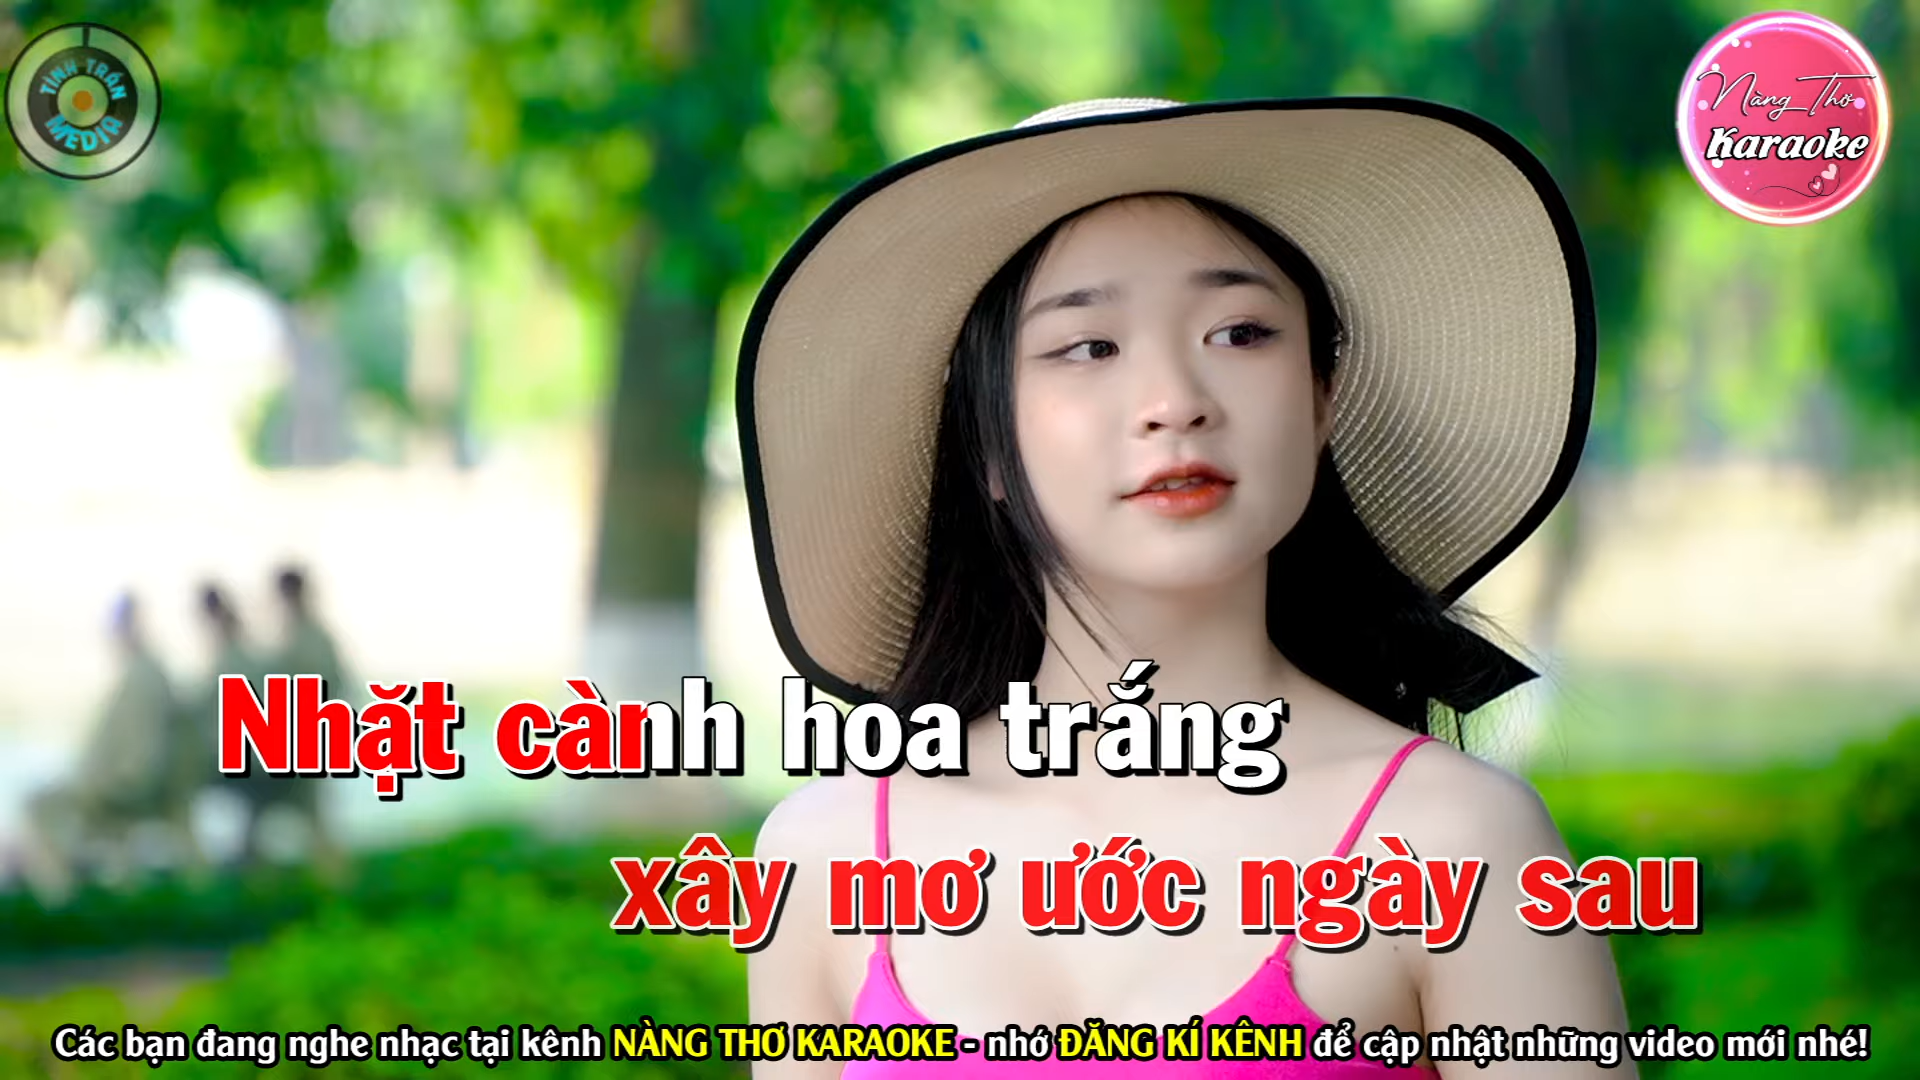 TÌNH TRẦN
MEDIA
Nàng Thơ
Karaoke
Nhặt cành hoa trắng
xây mơ ước ngày sau
Các bạn đang nghe nhạc tại kênh NÀNG THƠ KARAOKE - nhớ ĐĂNG KÍ KÊNH để cập nhật những video mới nhé!